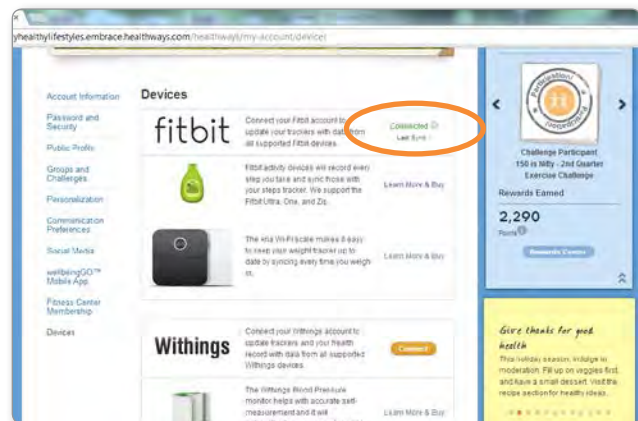 yhealthylifestyles.embrace.healthways.com/healthways/my-account/devices
Account Information
Password and
Security
Public Profile
Groups and
Challenges
Personalization
Communication
Preferences
Social Media
wellbeingGO™
Mobile App
Fitness Center
Membership
Devices
Devices
fitbit
Connect your Fitbit account to
update your trackers with data from
all supported Fitbit devices.
Connected
Last Sync -
Fitbit activity devices will record every
step you take and sync those with
your steps tracker. We support the
Fitbit Ultra, One, and Zip.
Learn More & Buy
The Aria Wi-Fi scale makes it easy
to keep your weight tracker up to
date by syncing every time you weigh
in.
Learn More & Buy
Withings
Connect your Withings account to
update trackers and your health
record with data from all supported
Withings devices.
Connect
The Withings Blood Pressure
monitor helps with accurate self-
measurement and it will
Learn More & Buy
Participation!
Participation!
Challenge Participant
150 is Nifty - 2nd Quarter
Exercise Challenge
Rewards Earned
2,290
Points
Rewards Center
Give thanks for good
health
This holiday season, indulge in
moderation. Fill up on veggies first,
and have a small dessert. Visit the
recipe section for healthy ideas.